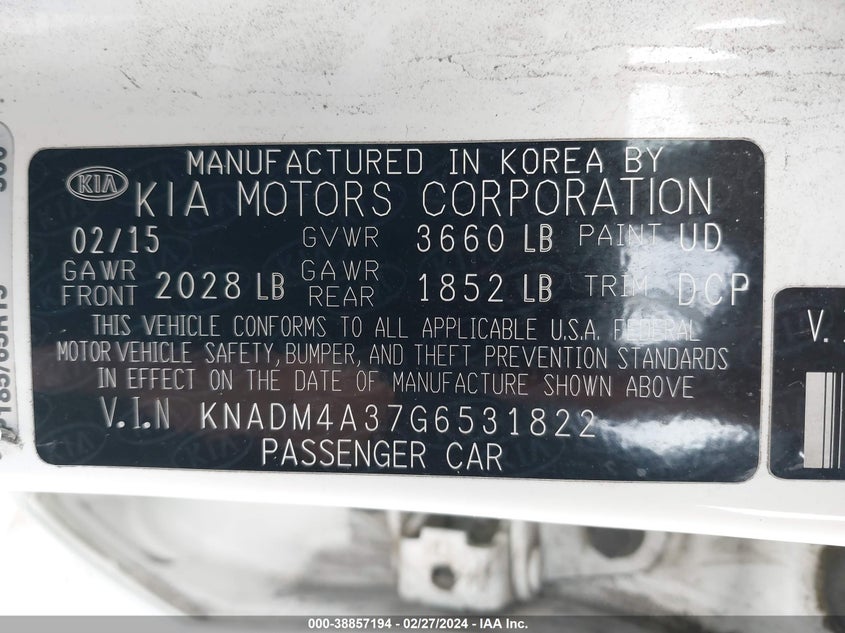 MANUFACTURED IN KOREA BY
KIA KIA MOTORS CORPORATION
02/15 GVWR 3660 LB PAINT UD
GAWR FRONT 2028 LB GAWR REAR 1852 LB TRIM DCP
THIS VEHICLE CONFORMS TO ALL APPLICABLE U.S.A. FEDERAL
MOTOR VEHICLE SAFETY, BUMPER, AND THEFT PREVENTION STANDARDS
IN EFFECT ON THE DATE OF MANUFACTURE SHOWN ABOVE
V.I.N KNADM4A37G6531822
PASSENGER CAR
000-38857194 - 02/27/2024 - IAA Inc.